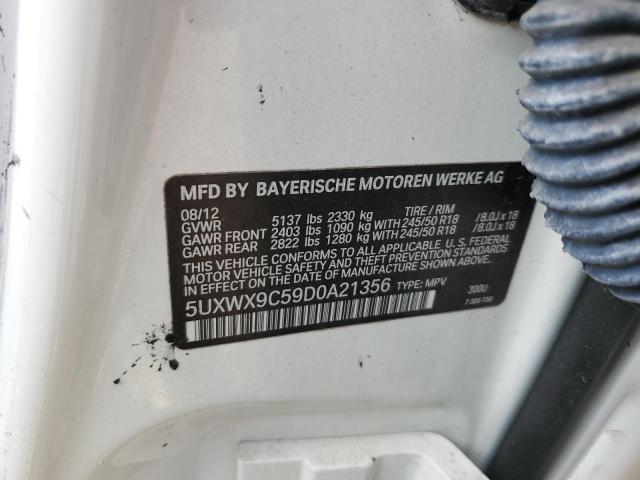 MFD BY BAYERISCHE MOTOREN WERKE AG
08/12 TIRE / RIM
GVWR 5137 lbs 2330 kg
GAWR FRONT 2403 lbs 1090 kg WITH 245/50 R18 /8.0J x 18
GAWR REAR 2822 lbs 1280 kg WITH 245/50 R18 /8.0J x 18
THIS VEHICLE CONFORMS TO ALL APPLICABLE U.S. FEDERAL
MOTOR VEHICLE SAFETY AND THEFT PREVENTION STANDARDS
IN EFFECT ON THE DATE OF MANUFACTURE SHOWN ABOVE.
5UXWX9C59D0A21356 TYPE: MPV 300U